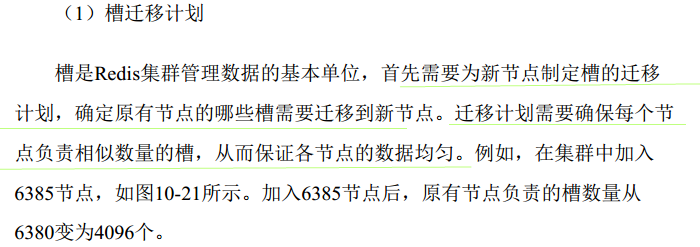 （1）槽迁移计划
槽是Redis集群管理数据的基本单位，首先需要为新节点制定槽的迁移
计划，确定原有节点的哪些槽需要迁移到新节点。迁移计划需要确保每个节
点负责相似数量的槽，从而保证各节点的数据均匀。例如，在集群中加入
6385节点，如图10-21所示。加入6385节点后，原有节点负责的槽数量从
6380变为4096个。